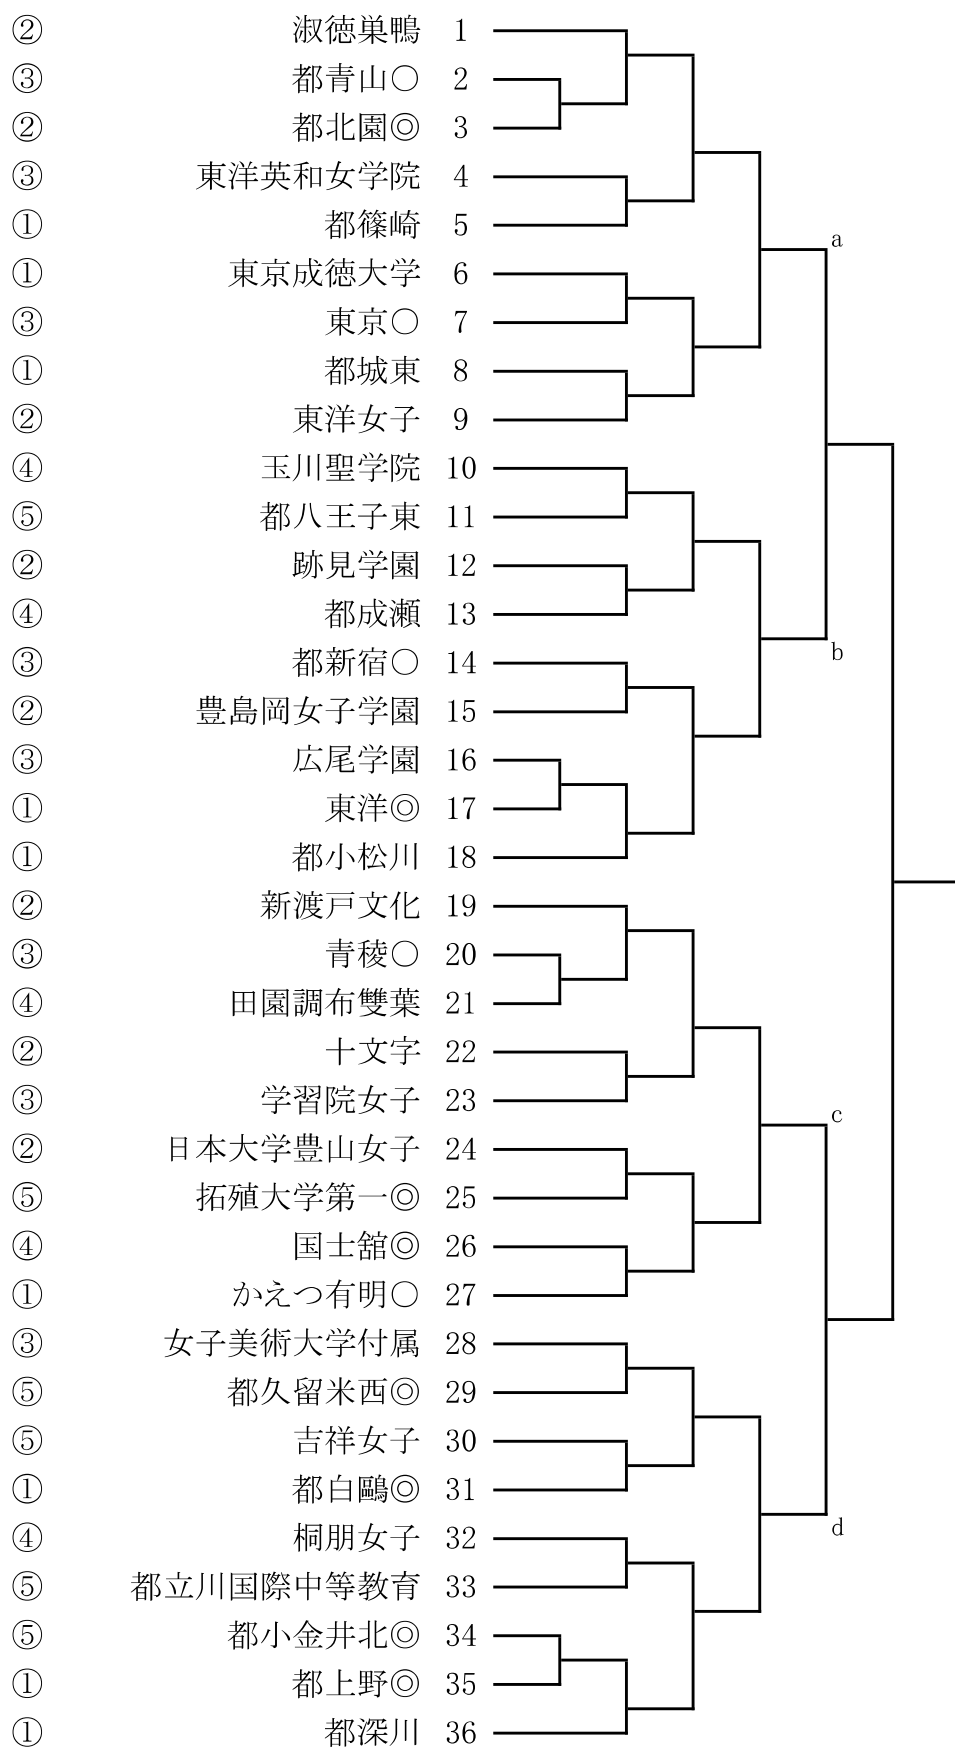 ② 淑徳巣鴨 1
③ 都青山○ 2
② 都北園◎ 3
③ 東洋英和女学院 4
① 都篠崎 5
a
① 東京成徳大学 6
③ 東京○ 7
① 都城東 8
② 東洋女子 9
④ 玉川聖学院 10
⑤ 都八王子東 11
② 跡見学園 12
④ 都成瀬 13
b
③ 都新宿○ 14
② 豊島岡女子学園 15
③ 広尾学園 16
① 東洋◎ 17
① 都小松川 18
② 新渡戸文化 19
③ 青稜○ 20
④ 田園調布雙葉 21
② 十文字 22
③ 学習院女子 23
c
② 日本大学豊山女子 24
⑤ 拓殖大学第一◎ 25
④ 国士舘◎ 26
① かえつ有明○ 27
③ 女子美術大学付属 28
⑤ 都久留米西◎ 29
⑤ 吉祥女子 30
① 都白鷗◎ 31
d
④ 桐朋女子 32
⑤ 都立川国際中等教育 33
⑤ 都小金井北◎ 34
① 都上野◎ 35
① 都深川 36